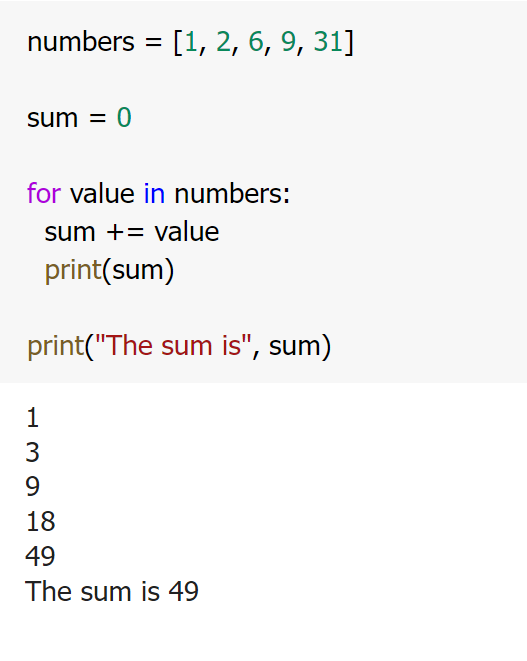 numbers = [1, 2, 6, 9, 31]
sum = 0
for value in numbers:
  sum += value
  print(sum)
print("The sum is", sum)
1
3
9
18
49
The sum is 49